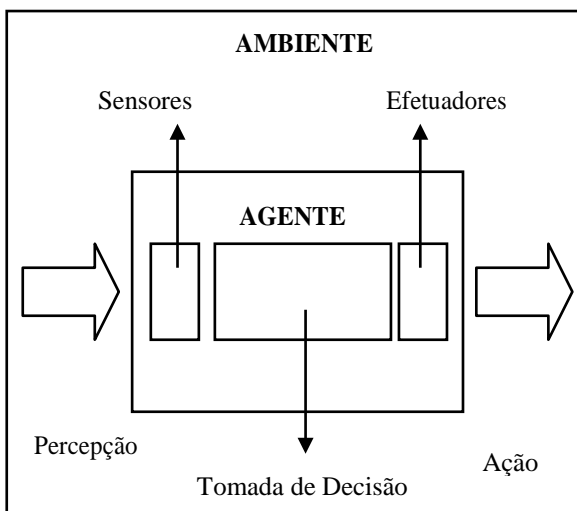 AMBIENTE
Sensores
Efetuadores
AGENTE
Percepção
Ação
Tomada de Decisão